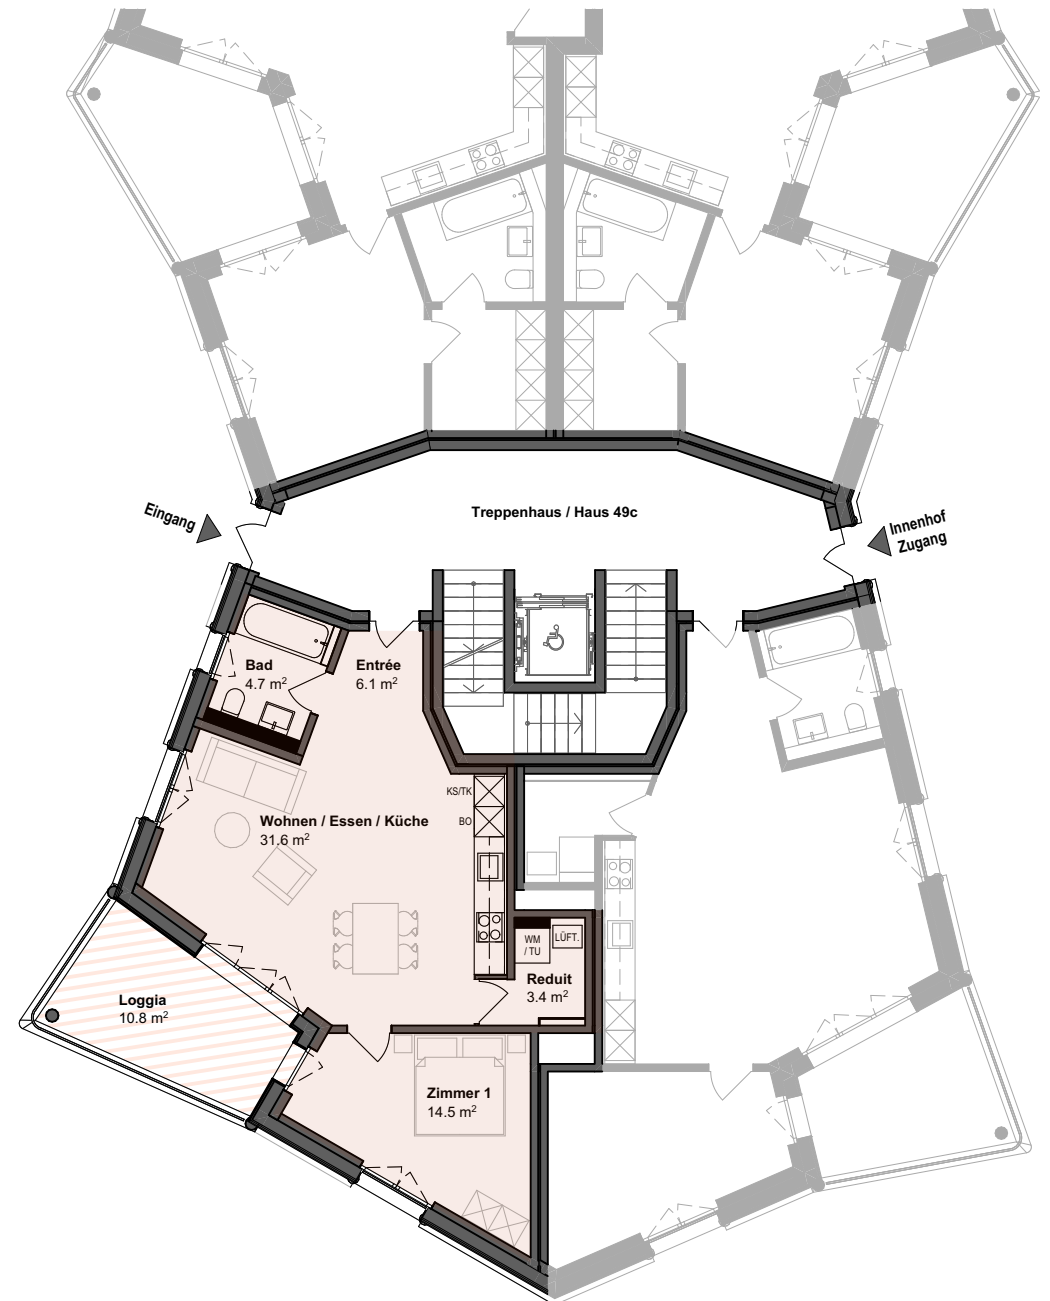 Eingang
Treppenhaus / Haus 49c
Innenhof
Zugang
Bad
4.7 m²
Entrée
6.1 m²
KS/TK
BO
Wohnen / Essen / Küche
31.6 m²
WM
/ TU
LÜFT.
Reduit
3.4 m²
Loggia
10.8 m²
Zimmer 1
14.5 m²